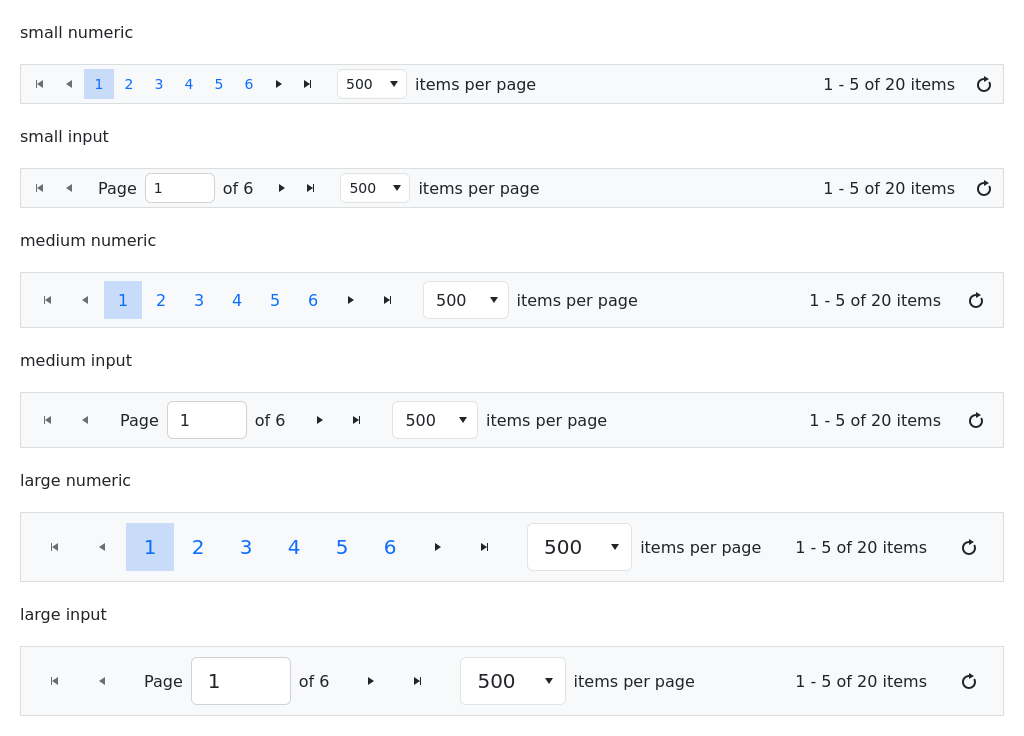 small numeric
1 2 3 4 5 6 500 items per page 1 - 5 of 20 items
small input
Page 1 of 6 500 items per page 1 - 5 of 20 items
medium numeric
1 2 3 4 5 6 500 items per page 1 - 5 of 20 items
medium input
Page 1 of 6 500 items per page 1 - 5 of 20 items
large numeric
1 2 3 4 5 6 500 items per page 1 - 5 of 20 items
large input
Page 1 of 6 500 items per page 1 - 5 of 20 items